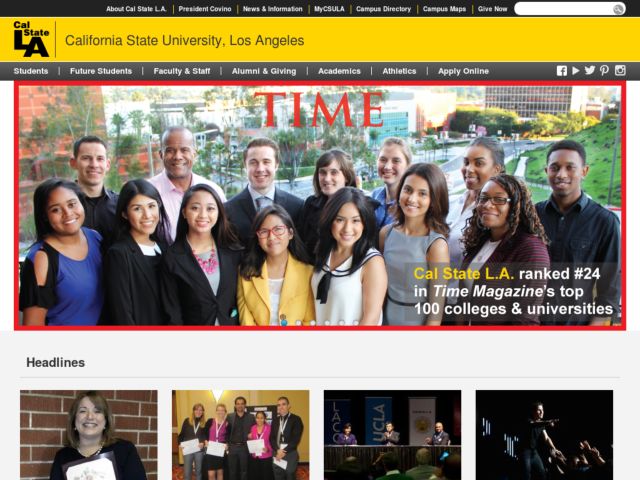 About Cal State L.A. | President Covino | News & Information | MyCSULA | Campus Directory | Campus Maps | Give Now
Cal State LA
California State University, Los Angeles
Students | Future Students | Faculty & Staff | Alumni & Giving | Academics | Athletics | Apply Online
TIME
Cal State L.A. ranked #24
in Time Magazine's top
100 colleges & universities
Headlines
UCLA